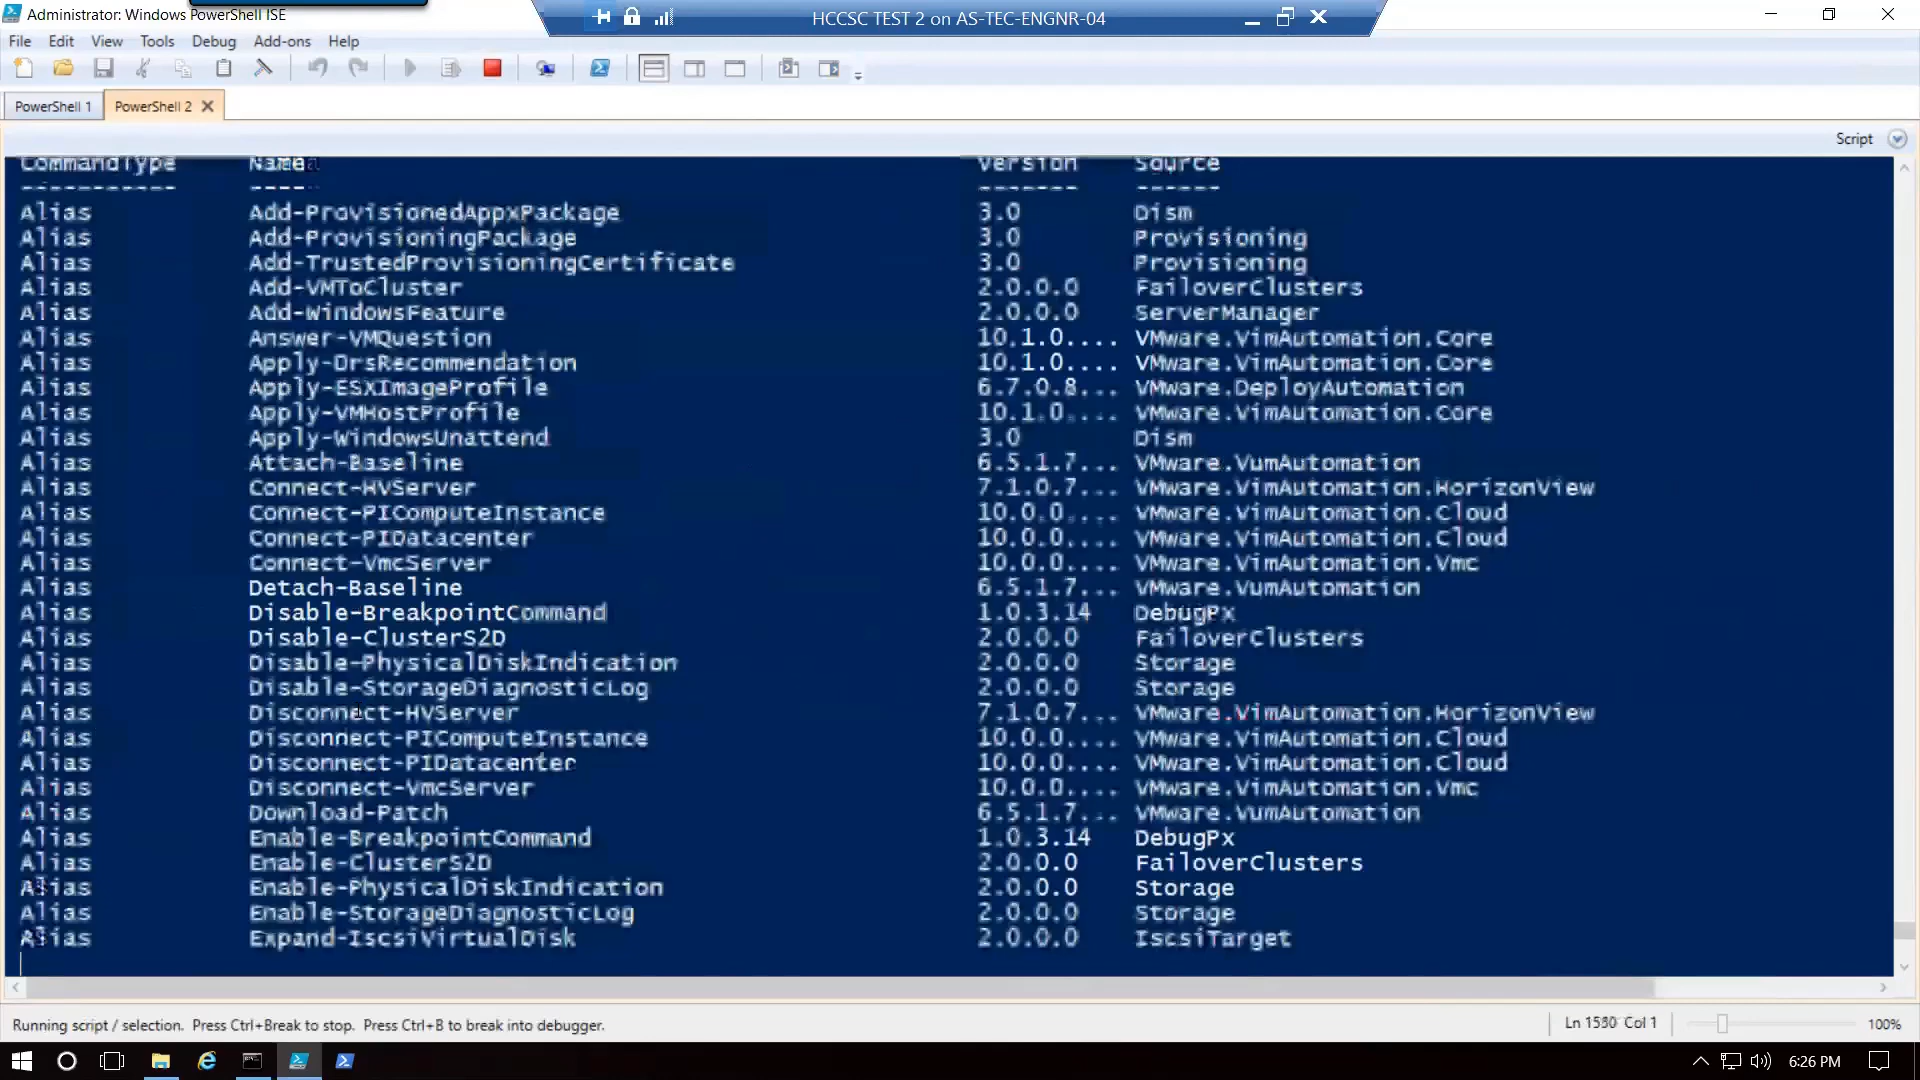 Administrator: Windows PowerShell ISE
HCCSC TEST 2 on AS-TEC-ENGNR-04
File Edit View Tools Debug Add-ons Help
PowerShell 1 PowerShell 2
Script
CommandType Name Version Source
Alias Add-ProvisionedAppxPackage 3.0 Dism
Alias Add-ProvisioningPackage 3.0 Provisioning
Alias Add-TrustedProvisioningCertificate 3.0 Provisioning
Alias Add-VMToCluster 2.0.0.0 FailoverClusters
Alias Add-WindowsFeature 2.0.0.0 ServerManager
Alias Answer-VMQuestion 10.1.0.... VMware.VimAutomation.Core
Alias Apply-DrsRecommendation 10.1.0.... VMware.VimAutomation.Core
Alias Apply-ESXImageProfile 6.7.0.8... VMware.DeployAutomation
Alias Apply-VMHostProfile 10.1.0.... VMware.VimAutomation.Core
Alias Apply-WindowsUnattend 3.0 Dism
Alias Attach-Baseline 6.5.1.7... VMware.VumAutomation
Alias Connect-HVServer 7.1.0.7... VMware.VimAutomation.HorizonView
Alias Connect-PIComputeInstance 10.0.0.... VMware.VimAutomation.Cloud
Alias Connect-PIDatacenter 10.0.0.... VMware.VimAutomation.Cloud
Alias Connect-VmcServer 10.0.0.... VMware.VimAutomation.Vmc
Alias Detach-Baseline 6.5.1.7... VMware.VumAutomation
Alias Disable-BreakpointCommand 1.0.3.14 DebugPx
Alias Disable-ClusterS2D 2.0.0.0 FailoverClusters
Alias Disable-PhysicalDiskIndication 2.0.0.0 Storage
Alias Disable-StorageDiagnosticLog 2.0.0.0 Storage
Alias Disconnect-HVServer 7.1.0.7... VMware.VimAutomation.HorizonView
Alias Disconnect-PIComputeInstance 10.0.0.... VMware.VimAutomation.Cloud
Alias Disconnect-PIDatacenter 10.0.0.... VMware.VimAutomation.Cloud
Alias Disconnect-VmcServer 10.0.0.... VMware.VimAutomation.Vmc
Alias Download-Patch 6.5.1.7... VMware.VumAutomation
Alias Enable-BreakpointCommand 1.0.3.14 DebugPx
Alias Enable-ClusterS2D 2.0.0.0 FailoverClusters
Alias Enable-PhysicalDiskIndication 2.0.0.0 Storage
Alias Enable-StorageDiagnosticLog 2.0.0.0 Storage
Alias Expand-IscsiVirtualDisk 2.0.0.0 IscsiTarget
Running script / selection. Press Ctrl+Break to stop. Press Ctrl+B to break into debugger.
Ln Col 1
100%
6:26 PM